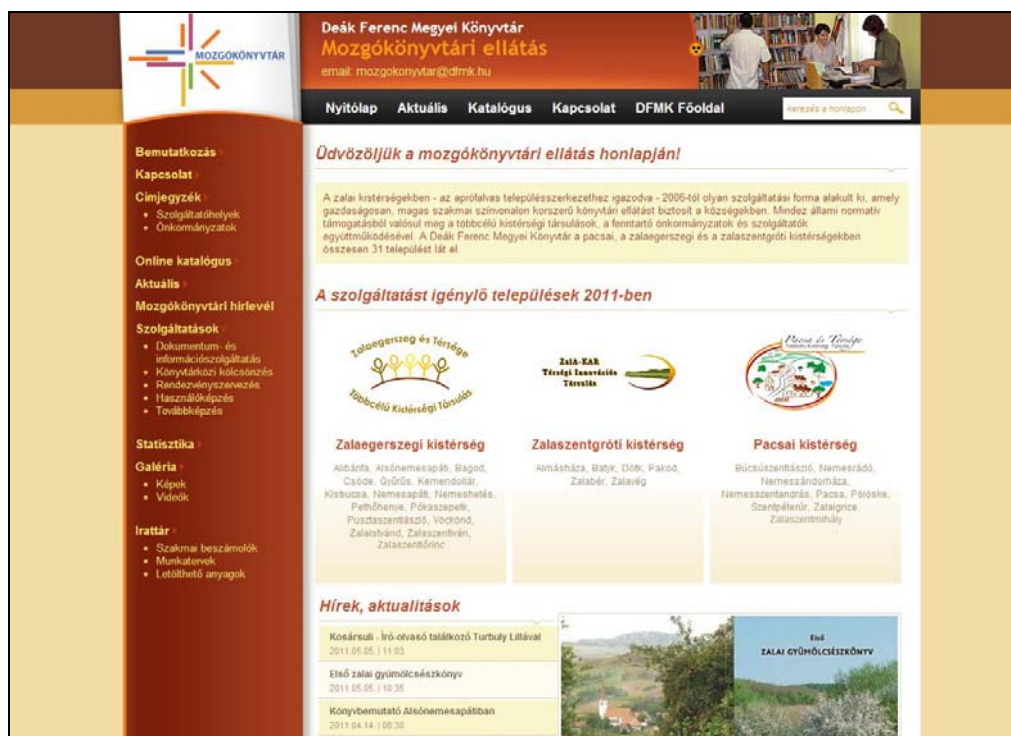 MOZGÓKÖNYVTÁR
Deák Ferenc Megyei Könyvtár
Mozgókönyvtári ellátás
email: mozgokonyvtar@dfmk.hu
Nyitólap Aktuális Katalógus Kapcsolat DFMK Főoldal
keresés a honlapon
Bemutatkozás
Kapcsolat
Címjegyzék
Szolgáltatóhelyek
Önkormányzatok
Online katalógus
Aktuális
Mozgókönyvtári hírlevél
Szolgáltatások
Dokumentum- és
információszolgáltatás
Könyvtárközi kölcsönzés
Rendezvényszervezés
Használóképzés
Továbbképzés
Statisztika
Galéria
Képek
Videók
Irattár
Szakmai beszámolók
Munkatervek
Letölthető anyagok
Üdvözöljük a mozgókönyvtári ellátás honlapján!
A zalai kistérségekben - az aprófalvas településszerkezethez igazodva - 2006-tól olyan szolgáltatási forma alakult ki, amely
gazdaságosan, magas szakmai színvonalon korszerű könyvtári ellátást biztosít a községekben. Mindez állami normatív
támogatásból valósul meg a többcélú kistérségi társulások, a fenntartó önkormányzatok és szolgáltatók
együttműködésével. A Deák Ferenc Megyei Könyvtár a pacsai, a zalaegerszegi és a zalaszentgróti kistérségekben
összesen 31 települést lát el.
A szolgáltatást igénylő települések 2011-ben
Zalaegerszeg és Térsége
Többcélú Kistérségi Társulás
ZalA-KAR
Térségi Innovációs
Társulás
Pacsa és Térsége
Zalaegerszegi kistérség
Alibánfa, Alsónemesapáti, Bagod,
Csöde, Gyűrűs, Kemendollár,
Kisbucsa, Nemesapáti, Nemeshetés,
Pethőhenye, Pókaszepetk,
Pusztaszentlászló, Vöckönd,
Zalaistvánd, Zalaszentiván,
Zalaszentlőrinc
Zalaszentgróti kistérség
Almásháza, Batyk, Dötk, Pakod,
Zalabér, Zalavég
Pacsai kistérség
Búcsúszentlászló, Nemesrádó,
Nemessándorháza,
Nemesszentandrás, Pacsa, Pölöske,
Szentpéterúr, Zalaigrice,
Zalaszentmihály
Hírek, aktualitások
Kosársuli - Író-olvasó találkozó Turbuly Lillával
2011.05.05. | 11:03
Első zalai gyümölcsészkönyv
2011.05.05. | 10:35
Könyvbemutató Alsónemesapátiban
2011.04.14. | 08:30
Első
ZALAI GYÜMÖLCSÉSZKÖNYV